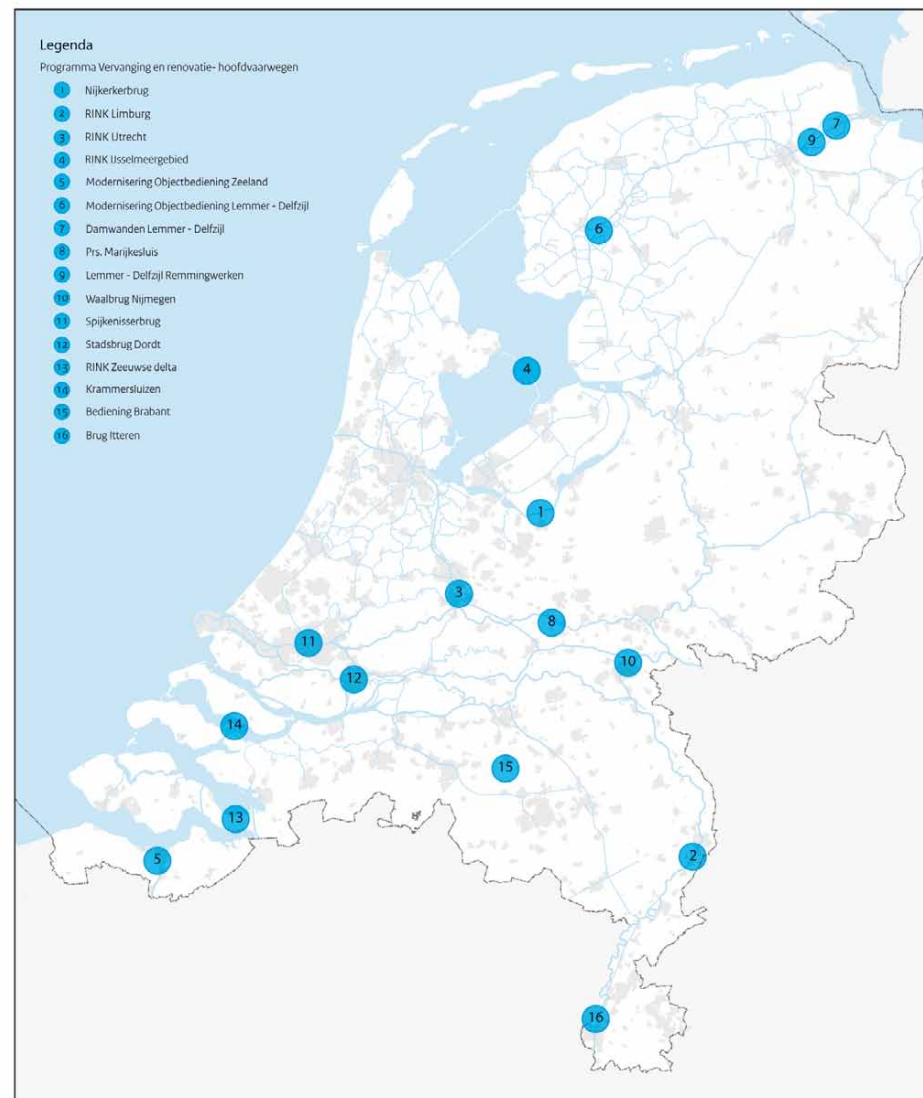 Legenda
Programma Vervanging en renovatie- hoofdvaarwegen
1 Nijkerkerbrug
2 RINK Limburg
3 RINK Utrecht
4 RINK IJsselmeergebied
5 Modernisering Objectbediening Zeeland
6 Modernisering Objectbediening Lemmer - Delfzijl
7 Damwanden Lemmer - Delfzijl
8 Prs. Marijkesluis
9 Lemmer - Delfzijl Remmingwerken
10 Waalbrug Nijmegen
11 Spijkenisserbrug
12 Stadsbrug Dordt
13 RINK Zeeuwse delta
14 Krammersluizen
15 Bediening Brabant
16 Brug Itteren
7
9
6
4
1
3
8
11
10
12
14
15
13
2
5
16